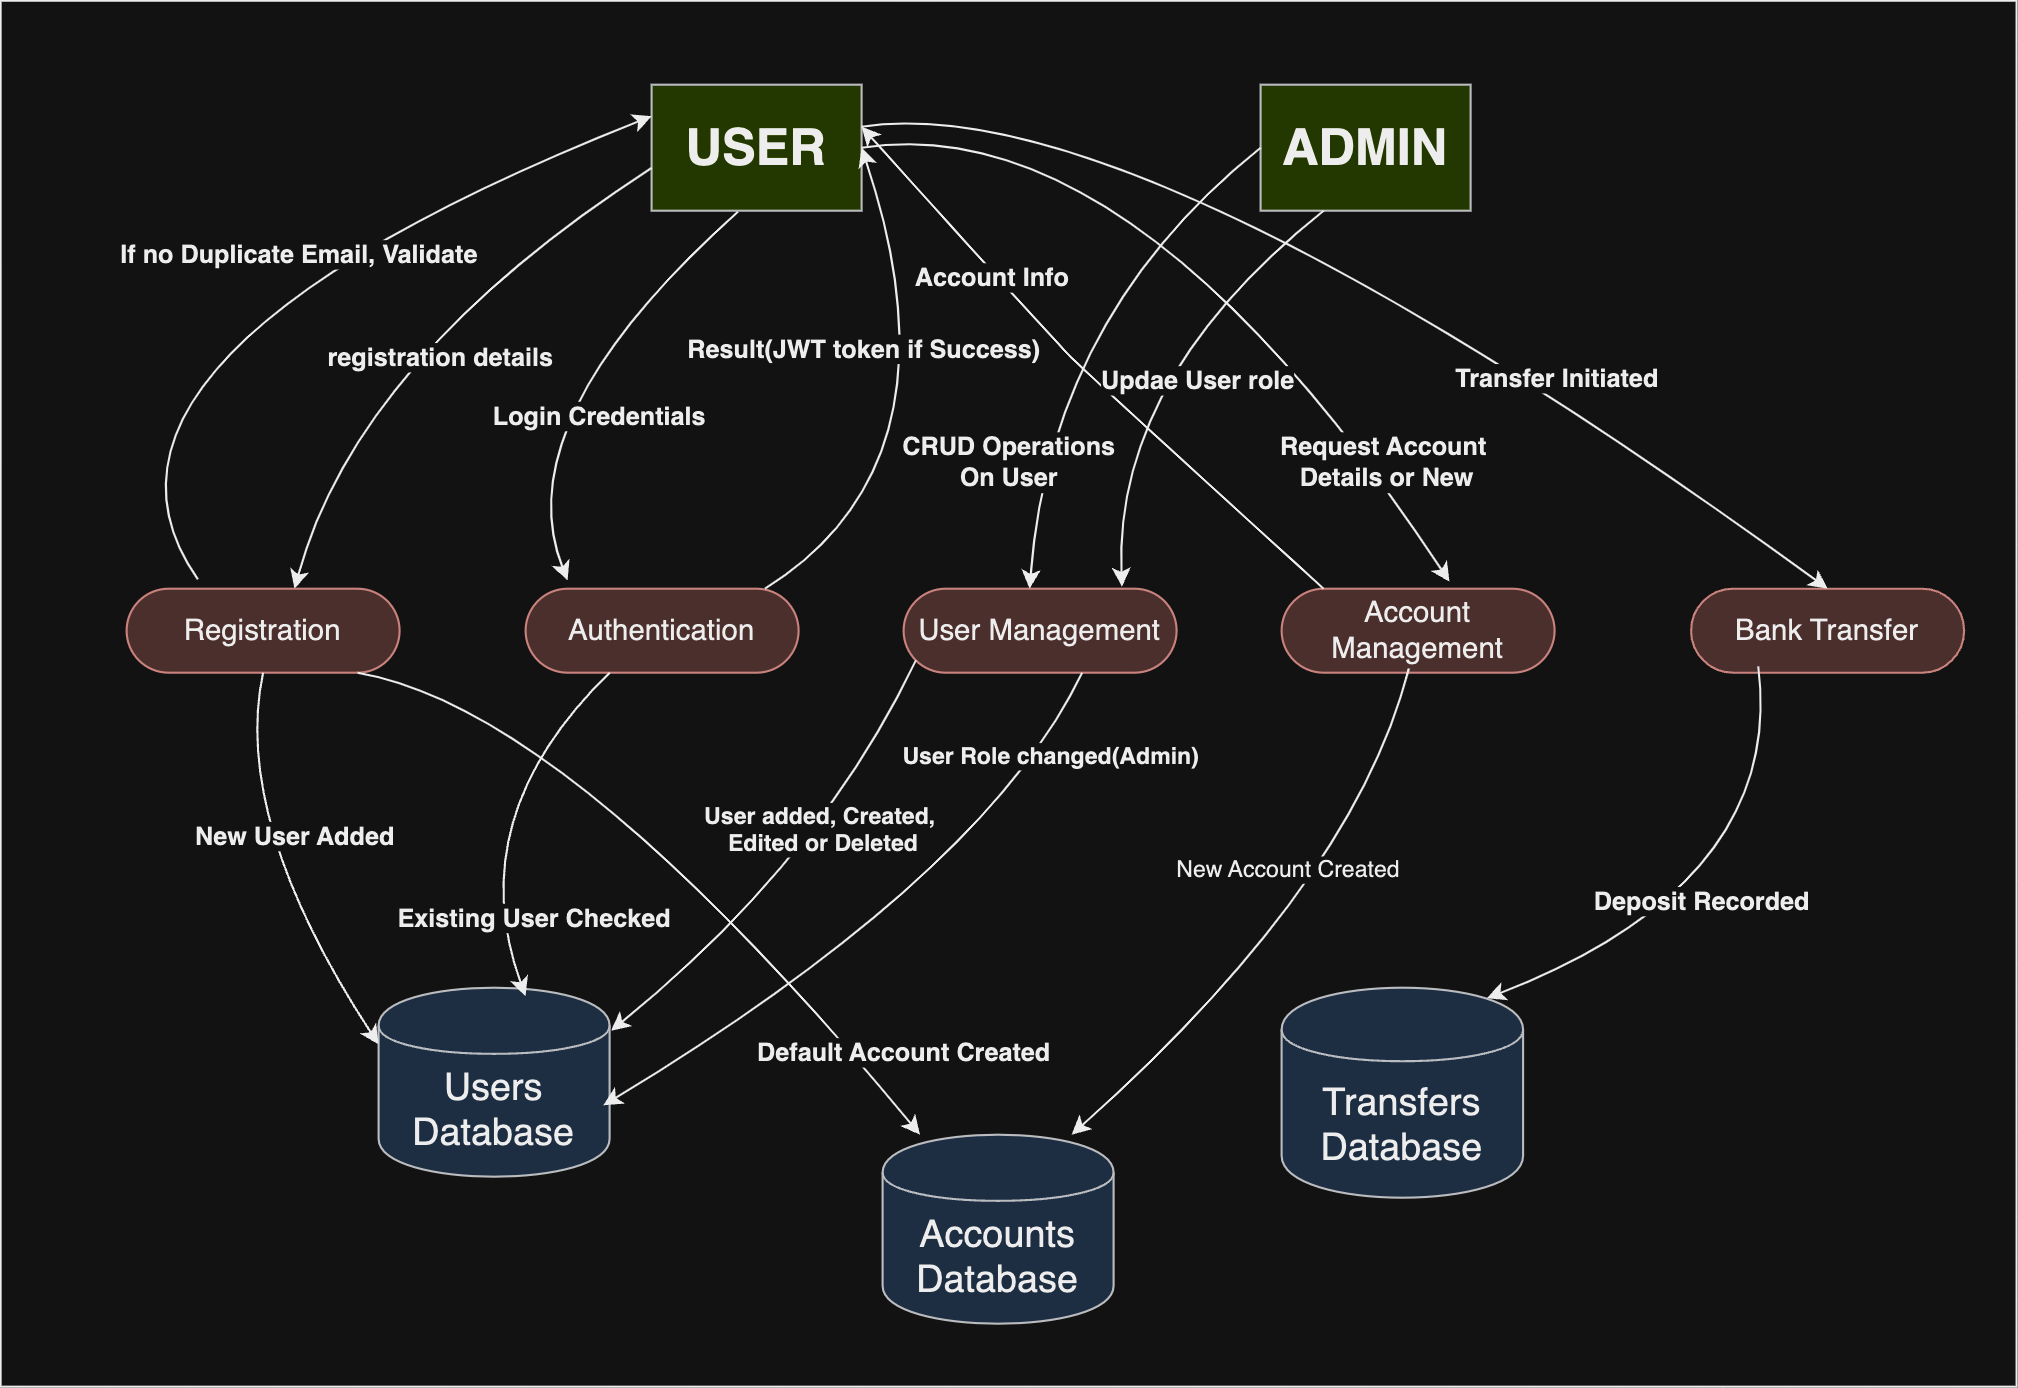 USER
ADMIN
If no Duplicate Email, Validate
Account Info
registration details
Result(JWT token if Success)
Updae User role
Transfer Initiated
Login Credentials
CRUD Operations
On User
Request Account
Details or New
Registration
Authentication
User Management
Account
Management
Bank Transfer
User Role changed(Admin)
User added, Created,
Edited or Deleted
New User Added
New Account Created
Deposit Recorded
Existing User Checked
Default Account Created
Users
Database
Transfers
Database
Accounts
Database